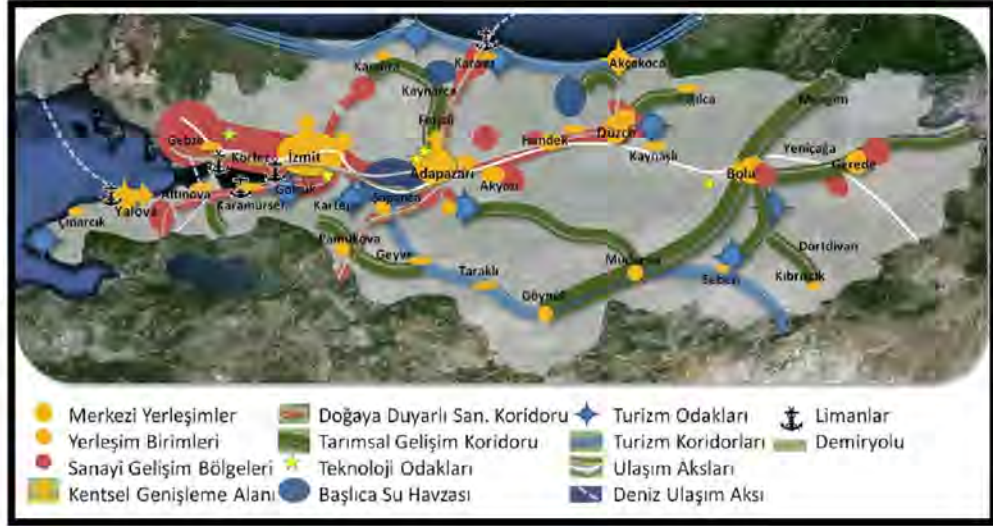 Karasu
Akçakoca
Kaynarca
Ferizli
Mengen
Gebze
Körfez
İzmit
Hendek
Düzce
Kaynaşlı
Yeniçağa
Gerede
Adapazarı
Akyazı
Bolu
Altınova
Gölcük
Karamürsel
Kartepe
Sapanca
Yalova
Çınarcık
Pamukova
Geyve
Taraklı
Dörtdivan
Kıbrıscık
Seben
Göynük
Merkezi Yerleşimler
Yerleşim Birimleri
Sanayi Gelişim Bölgeleri
Kentsel Genişleme Alanı
Doğaya Duyarlı San. Koridoru
Tarımsal Gelişim Koridoru
Teknoloji Odakları
Başlıca Su Havzası
Turizm Odakları
Turizm Koridorları
Ulaşım Aksları
Deniz Ulaşım Aksı
Limanlar
Demiryolu